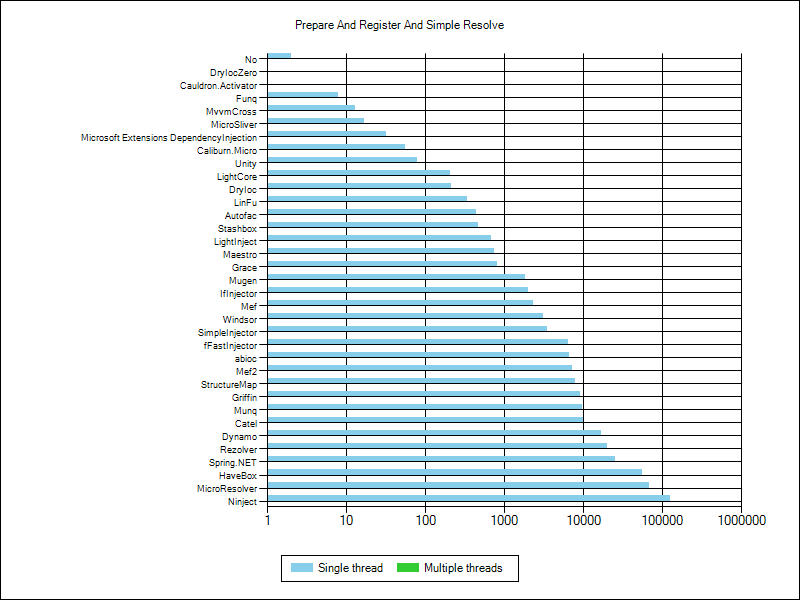 Prepare And Register And Simple Resolve
No
DryIocZero
Cauldron.Activator
Funq
MvvmCross
MicroSliver
Microsoft Extensions DependencyInjection
Caliburn.Micro
Unity
LightCore
DryIoc
LinFu
Autofac
Stashbox
LightInject
Maestro
Grace
Mugen
IfInjector
Mef
Windsor
SimpleInjector
fFastInjector
abioc
Mef2
StructureMap
Griffin
Munq
Catel
Dynamo
Rezolver
Spring.NET
HaveBox
MicroResolver
Ninject
1 10 100 1000 10000 100000 1000000
Single thread Multiple threads